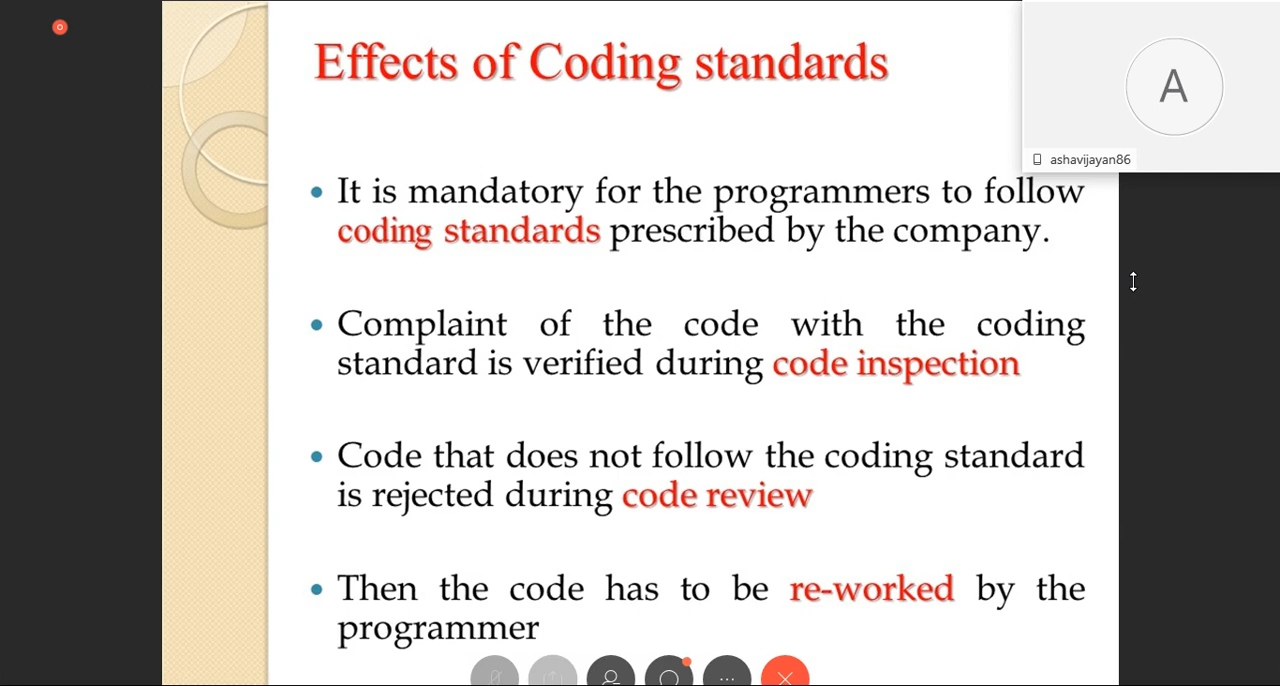 Effects of Coding standards
A
ashavijayan86
• It is mandatory for the programmers to follow
coding standards prescribed by the company.
• Complaint of the code with the coding
standard is verified during code inspection
• Code that does not follow the coding standard
is rejected during code review
• Then the code has to be re-worked by the
programmer